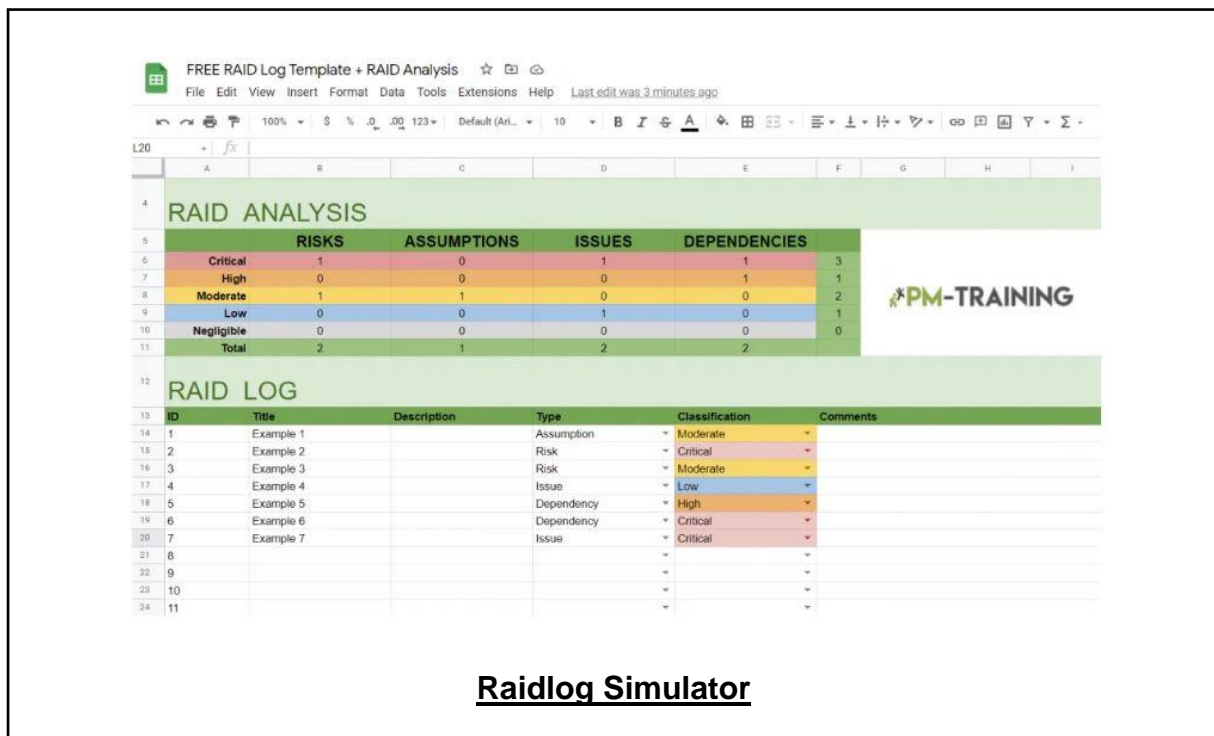 FREE RAID Log Template + RAID Analysis
File Edit View Insert Format Data Tools Extensions Help Last edit was 3 minutes ago
100% $ % .0 .00 123 Default (Ari... 10 B I S A
L20 fx
A B C D E F G H I
4 RAID ANALYSIS
5 RISKS ASSUMPTIONS ISSUES DEPENDENCIES
6 Critical 1 0 1 1 3
7 High 0 0 0 1 1
8 Moderate 1 1 0 0 2
PM-TRAINING
9 Low 0 0 1 0 1
10 Negligible 0 0 0 0 0
11 Total 2 1 2 2
12 RAID LOG
13 ID Title Description Type Classification Comments
14 1 Example 1 Assumption Moderate
15 2 Example 2 Risk Critical
16 3 Example 3 Risk Moderate
17 4 Example 4 Issue Low
18 5 Example 5 Dependency High
19 6 Example 6 Dependency Critical
20 7 Example 7 Issue Critical
21 8
22 9
23 10
24 11
Raidlog Simulator